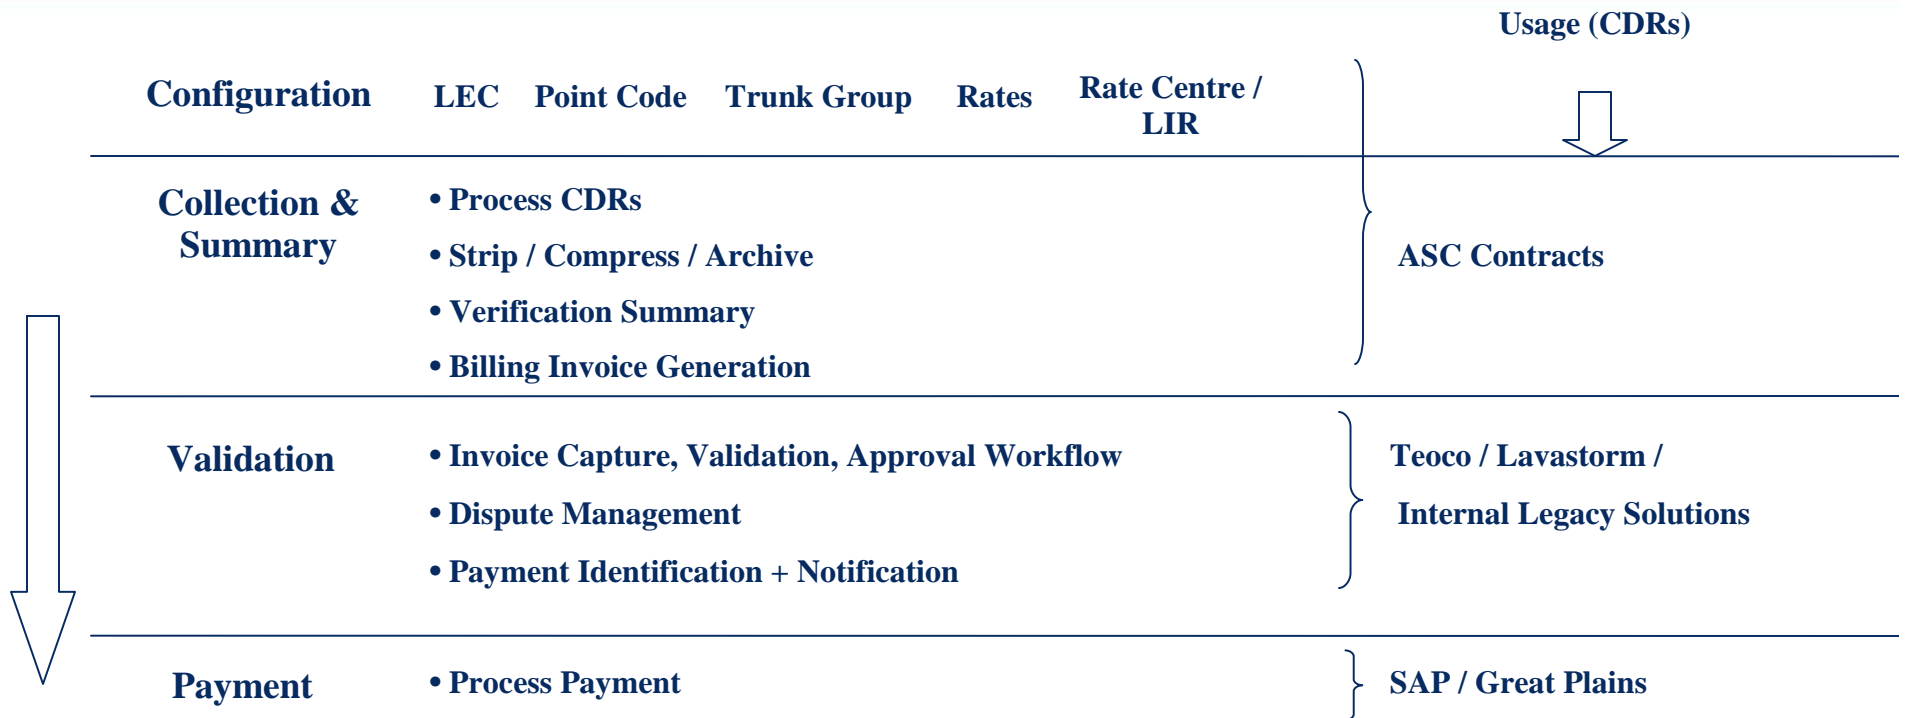 Usage (CDRs)
Configuration LEC Point Code Trunk Group Rates Rate Centre /
LIR
Collection &
Summary
• Process CDRs
• Strip / Compress / Archive
• Verification Summary
• Billing Invoice Generation
ASC Contracts
Validation
• Invoice Capture, Validation, Approval Workflow
• Dispute Management
• Payment Identification + Notification
Teoco / Lavastorm /
Internal Legacy Solutions
Payment
• Process Payment
SAP / Great Plains